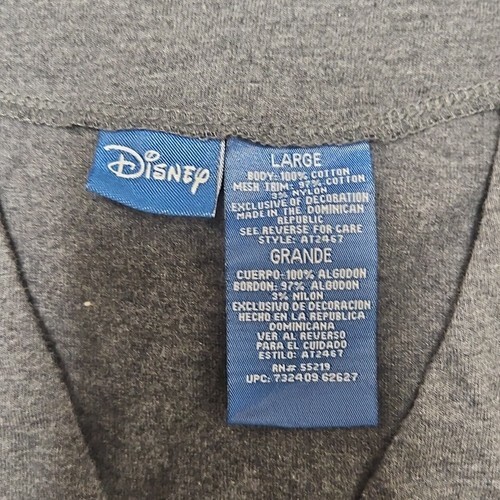 Disney
LARGE
BODY: 100% COTTON
MESH TRIM: 97% COTTON
3% NYLON
EXCLUSIVE OF DECORATION
MADE IN THE DOMINICAN
REPUBLIC
SEE REVERSE FOR CARE
STYLE: AT2467
GRANDE
CUERPO: 100% ALGODON
BORDON: 97% ALGODON
3% NILON
EXCLUSIVO DE DECORACION
HECHO EN LA REPUBLICA
DOMINICANA
VER AL REVERSO
PARA EL CUIDADO
ESTILO: AT2467
RN# 55219
UPC: 732409 62627